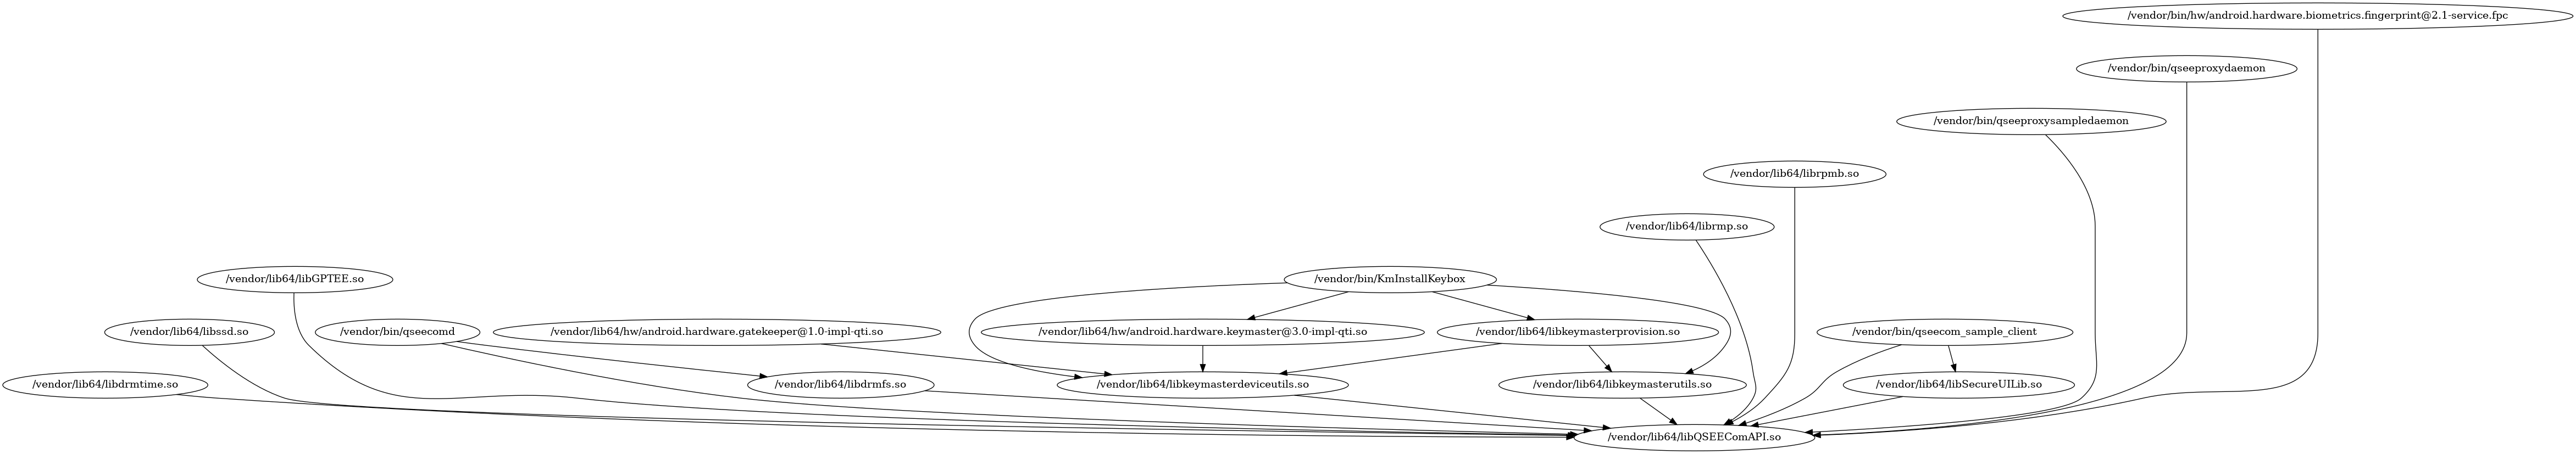 /vendor/bin/hw/android.hardware.biometrics.fingerprint@2.1-service.fpc
/vendor/bin/qseeproxydaemon
/vendor/bin/qseeproxysampledaemon
/vendor/lib64/librpmb.so
/vendor/lib64/librmp.so
/vendor/lib64/libGPTEE.so
/vendor/bin/KmInstallKeybox
/vendor/lib64/libssd.so
/vendor/bin/qseecomd
/vendor/lib64/hw/android.hardware.gatekeeper@1.0-impl-qti.so
/vendor/lib64/hw/android.hardware.keymaster@3.0-impl-qti.so
/vendor/lib64/libkeymasterprovision.so
/vendor/bin/qseecom_sample_client
/vendor/lib64/libdrmtime.so
/vendor/lib64/libdrmfs.so
/vendor/lib64/libkeymasterdeviceutils.so
/vendor/lib64/libkeymasterutils.so
/vendor/lib64/libSecureUILib.so
/vendor/lib64/libQSEEComAPI.so